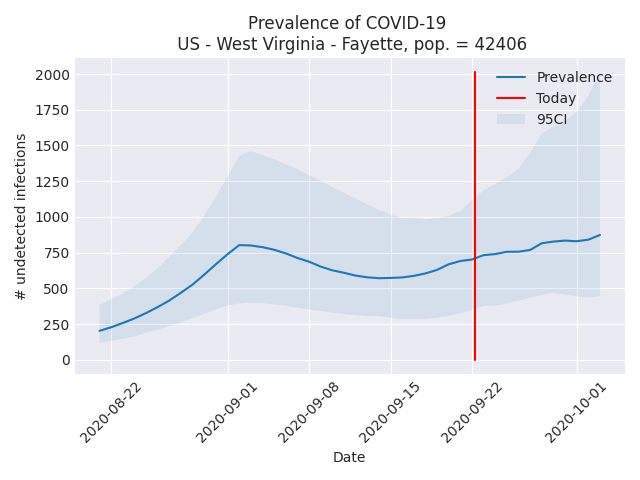 Prevalence of COVID-19
US - West Virginia - Fayette, pop. = 42406
Prevalence
Today
95CI
2000
1750
1500
1250
1000
750
500
250
0
# undetected infections
2020-08-22
2020-09-01
2020-09-08
2020-09-15
2020-09-22
2020-10-01
Date